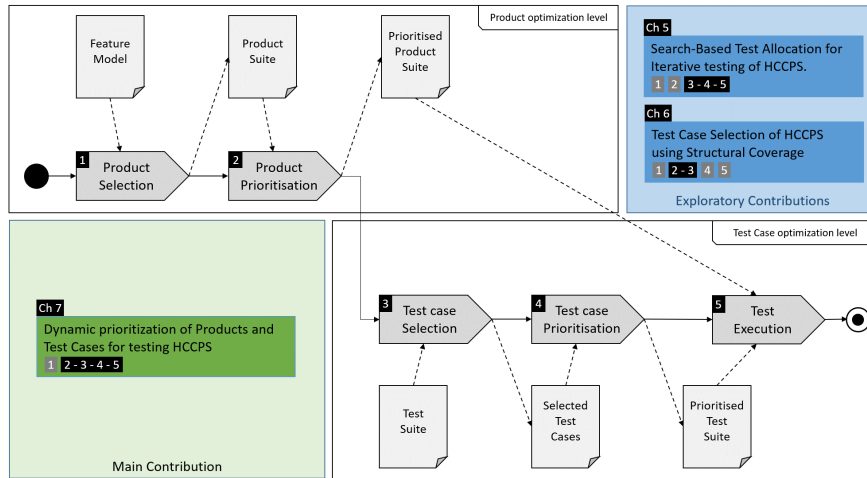 Product optimization level
Feature
Model
Product
Suite
Prioritised
Product
Suite
1
Product
Selection
2
Product
Prioritisation
Ch 5
Search-Based Test Allocation for
Iterative testing of HCCPS.
1 2 3 - 4 - 5
Ch 6
Test Case Selection of HCCPS
using Structural Coverage
1 2 - 3 4 5
Exploratory Contributions
Ch 7
Dynamic prioritization of Products and
Test Cases for testing HCCPS
1 2 - 3 - 4 - 5
Main Contribution
Test Case optimization level
3
Test case
Selection
4
Test case
Prioritisation
5
Test
Execution
Test
Suite
Selected
Test
Cases
Prioritised
Test
Suite